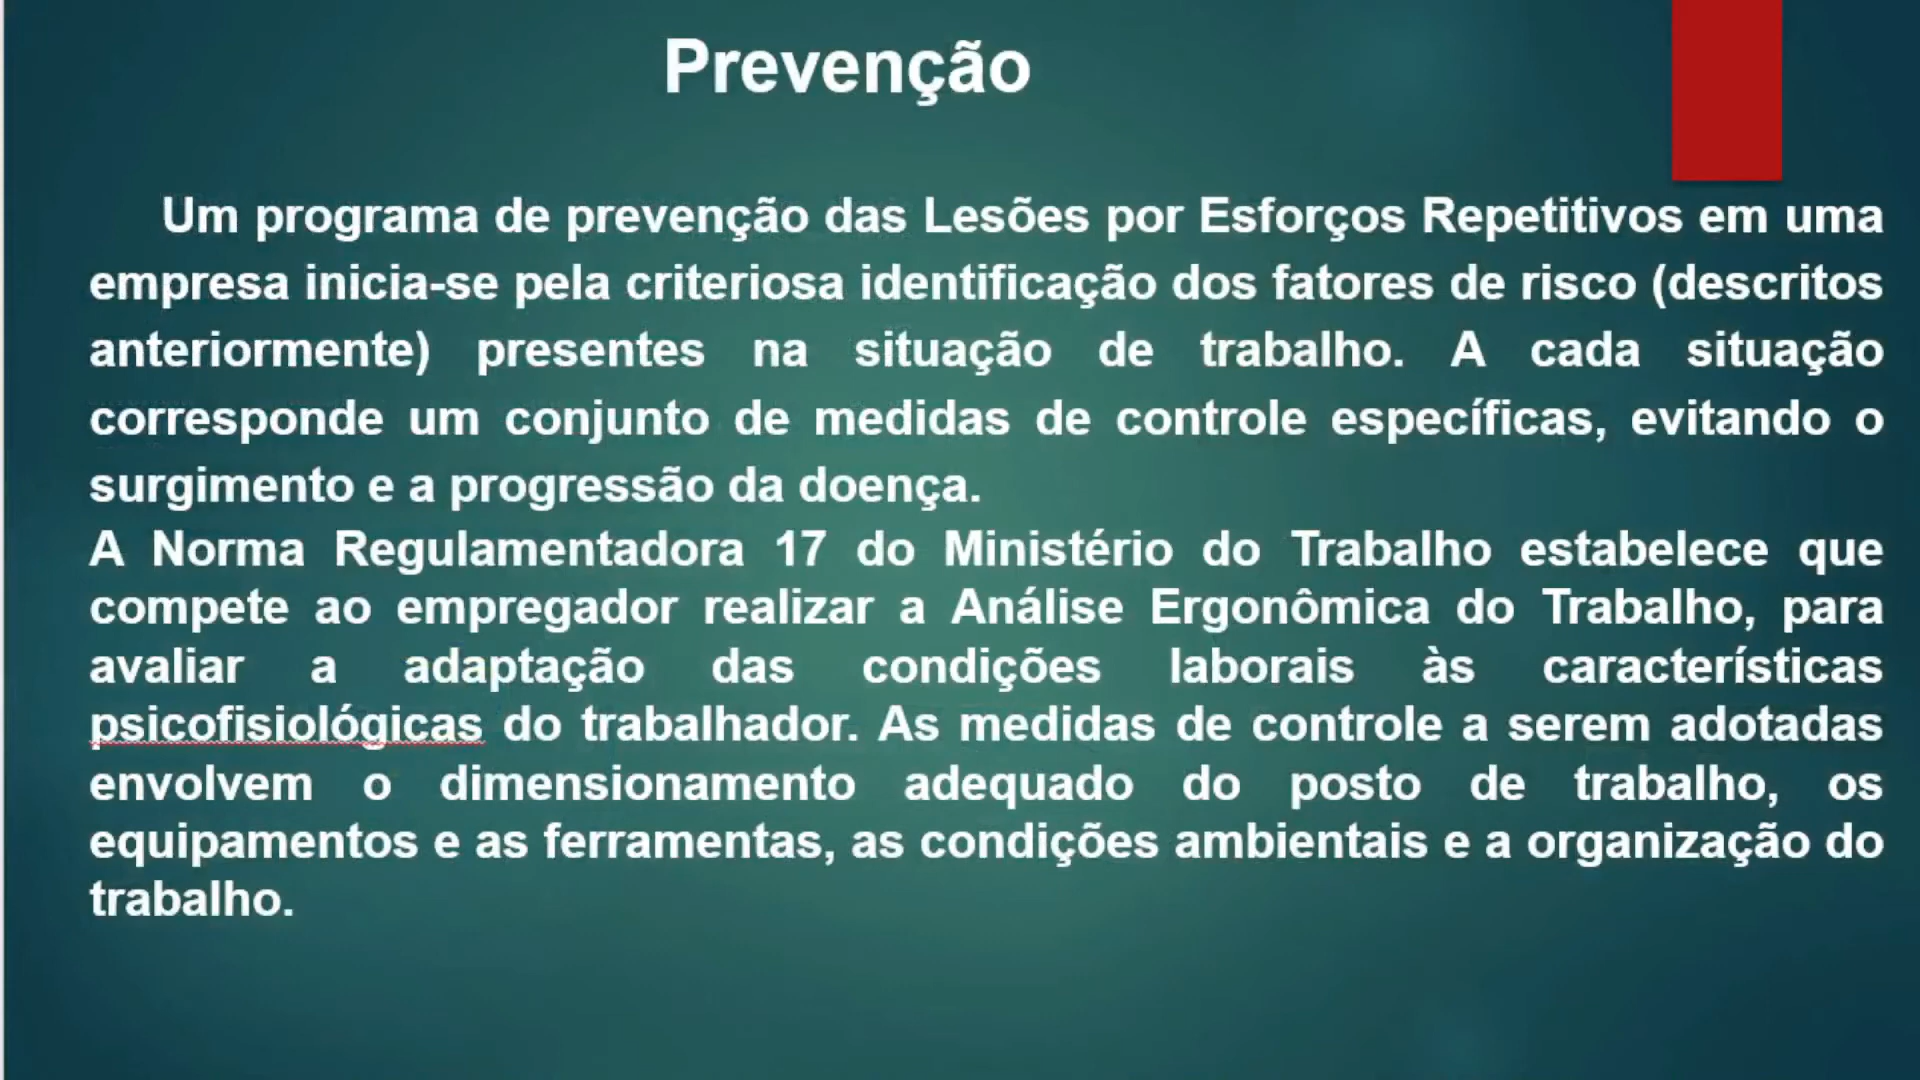 Prevenção
Um programa de prevenção das Lesões por Esforços Repetitivos em uma
empresa inicia-se pela criteriosa identificação dos fatores de risco (descritos
anteriormente) presentes na situação de trabalho. A cada situação
corresponde um conjunto de medidas de controle específicas, evitando o
surgimento e a progressão da doença.
A Norma Regulamentadora 17 do Ministério do Trabalho estabelece que
compete ao empregador realizar a Análise Ergonômica do Trabalho, para
avaliar a adaptação das condições laborais às características
psicofisiológicas do trabalhador. As medidas de controle a serem adotadas
envolvem o dimensionamento adequado do posto de trabalho, os
equipamentos e as ferramentas, as condições ambientais e a organização do
trabalho.